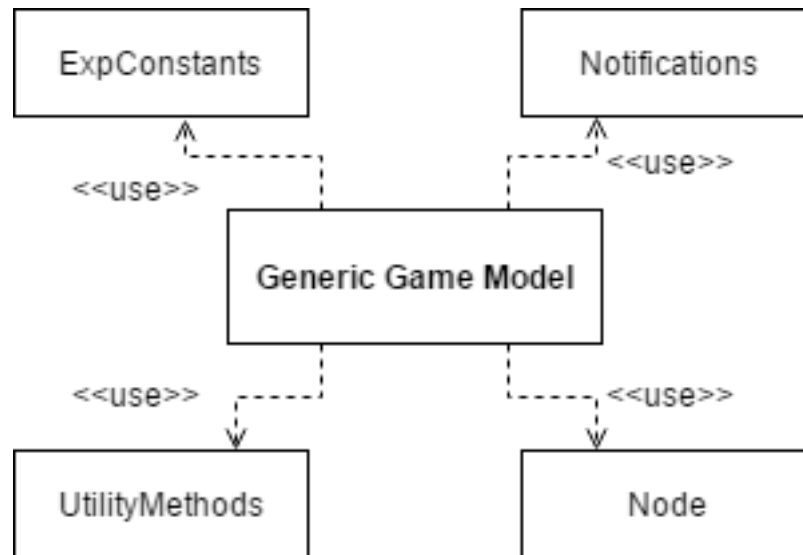 ExpConstants
Notifications
<<use>>
<<use>>
Generic Game Model
<<use>>
<<use>>
UtilityMethods
Node